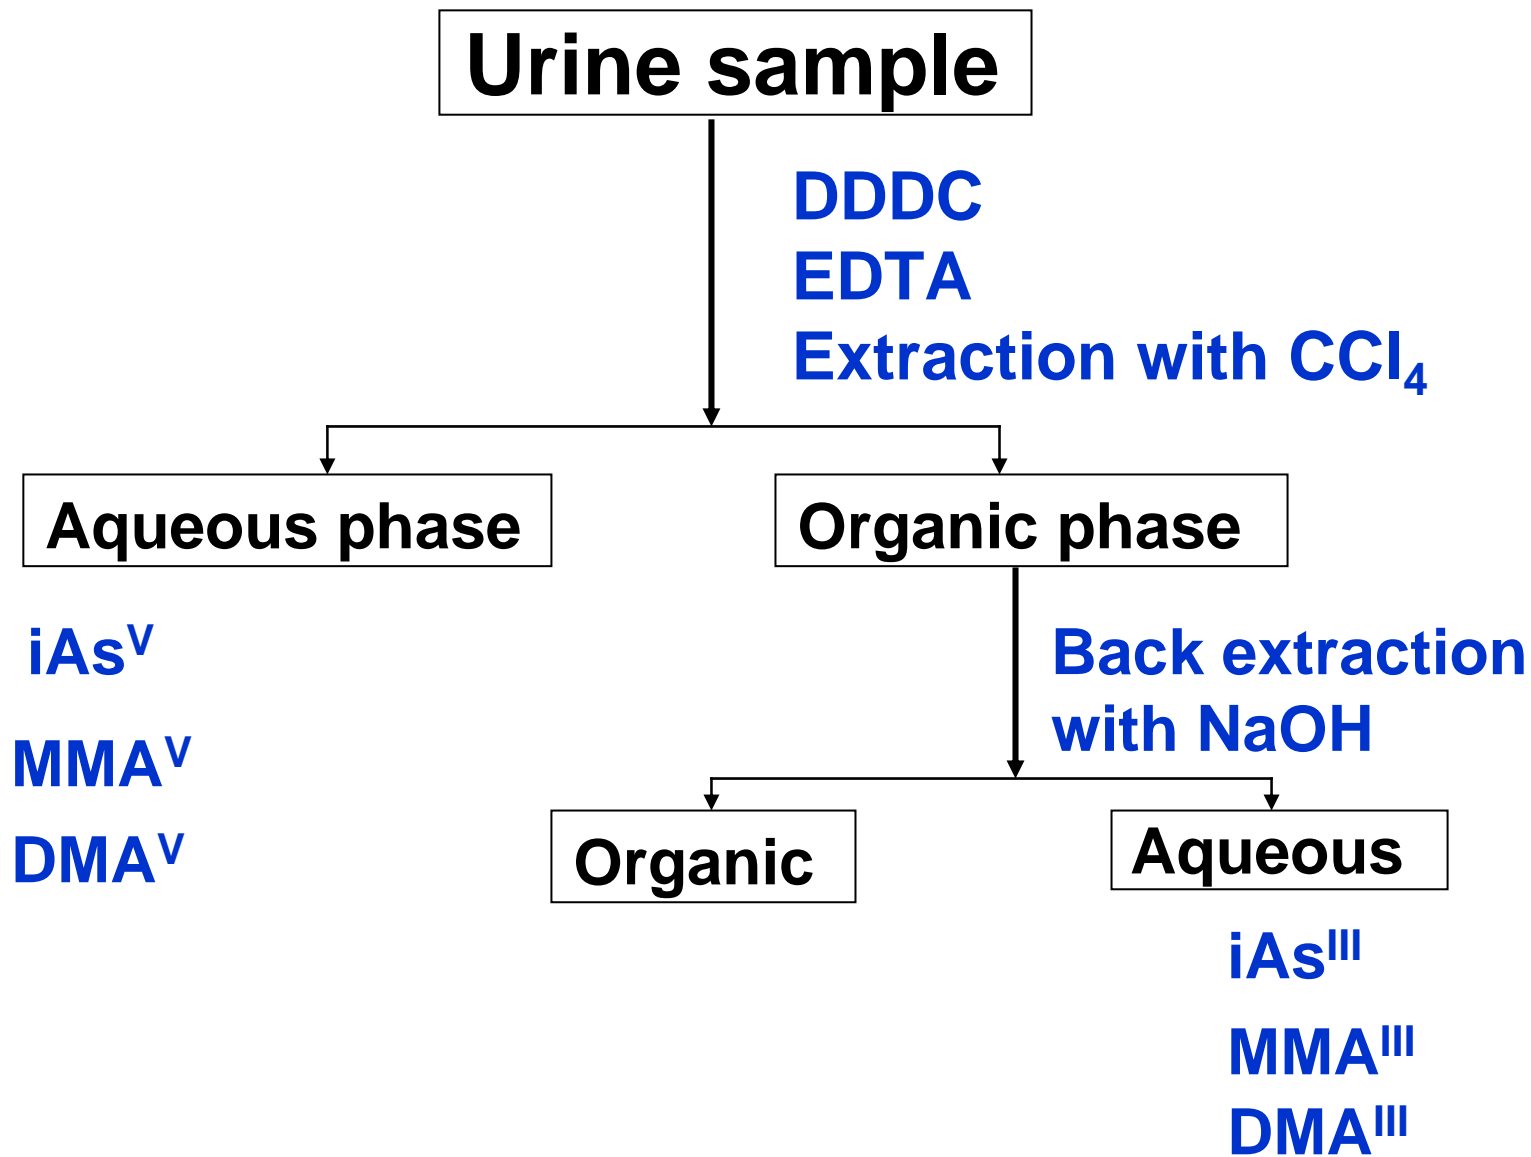 Urine sample
DDDC
EDTA
Extraction with CCl₄
Aqueous phase
Organic phase
iAsⱽ
MMAⱽ
DMAⱽ
Back extraction
with NaOH
Organic
Aqueous
iAsᴵᴵᴵ
MMAᴵᴵᴵ
DMAᴵᴵᴵ